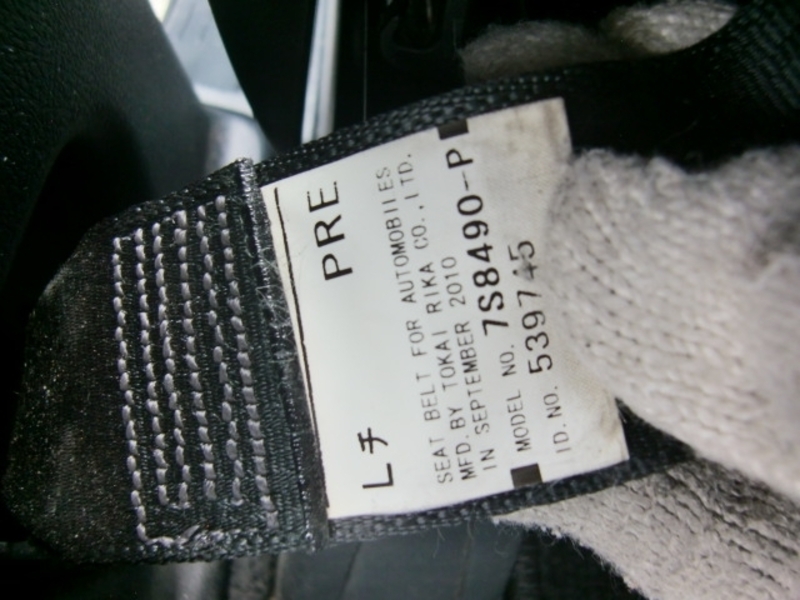 Lチ PRE
SEAT BELT FOR AUTOMOBILES
MFD. BY TOKAI RIKA CO., LTD.
IN SEPTEMBER 2010
MODEL NO. 7S8490-P
ID. NO. 539745